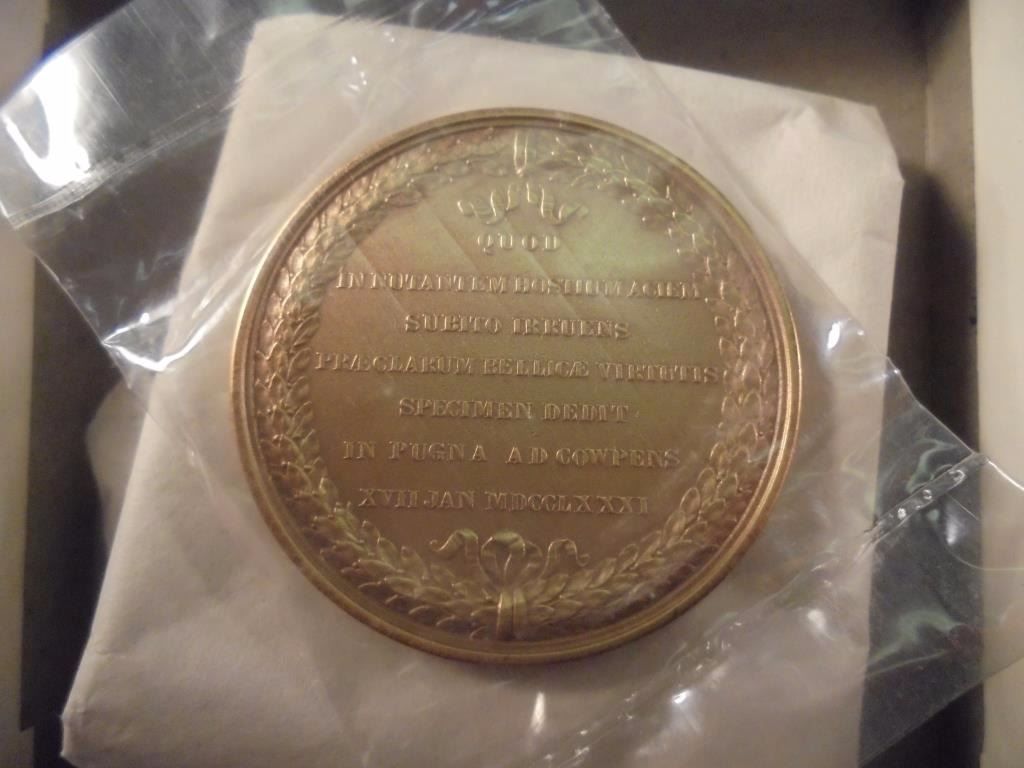 QUOD
IN NUTANTEM HOSTIUM ACIEM
SUBITO IRRUENS
PRÆCLARUM BELLICÆ VIRTUTIS
SPECIMEN DEDIT
IN PUGNA AD COWPENS
XVII JAN MDCCLXXXI